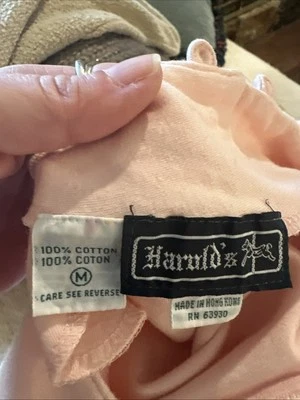 100% COTTON
100% COTON
M
CARE SEE REVERSE
Harold's
MADE IN HONG KONG
RN 63930